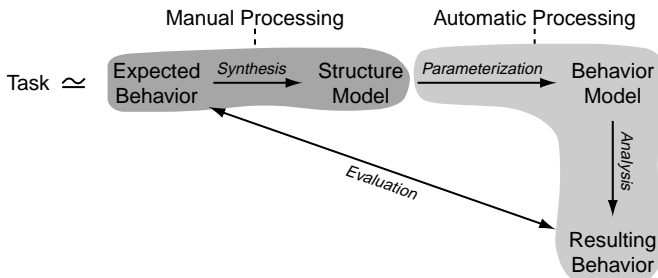 Manual Processing
Automatic Processing
Task ≃
Expected
Behavior
Synthesis
Structure
Model
Parameterization
Behavior
Model
Analysis
Evaluation
Resulting
Behavior